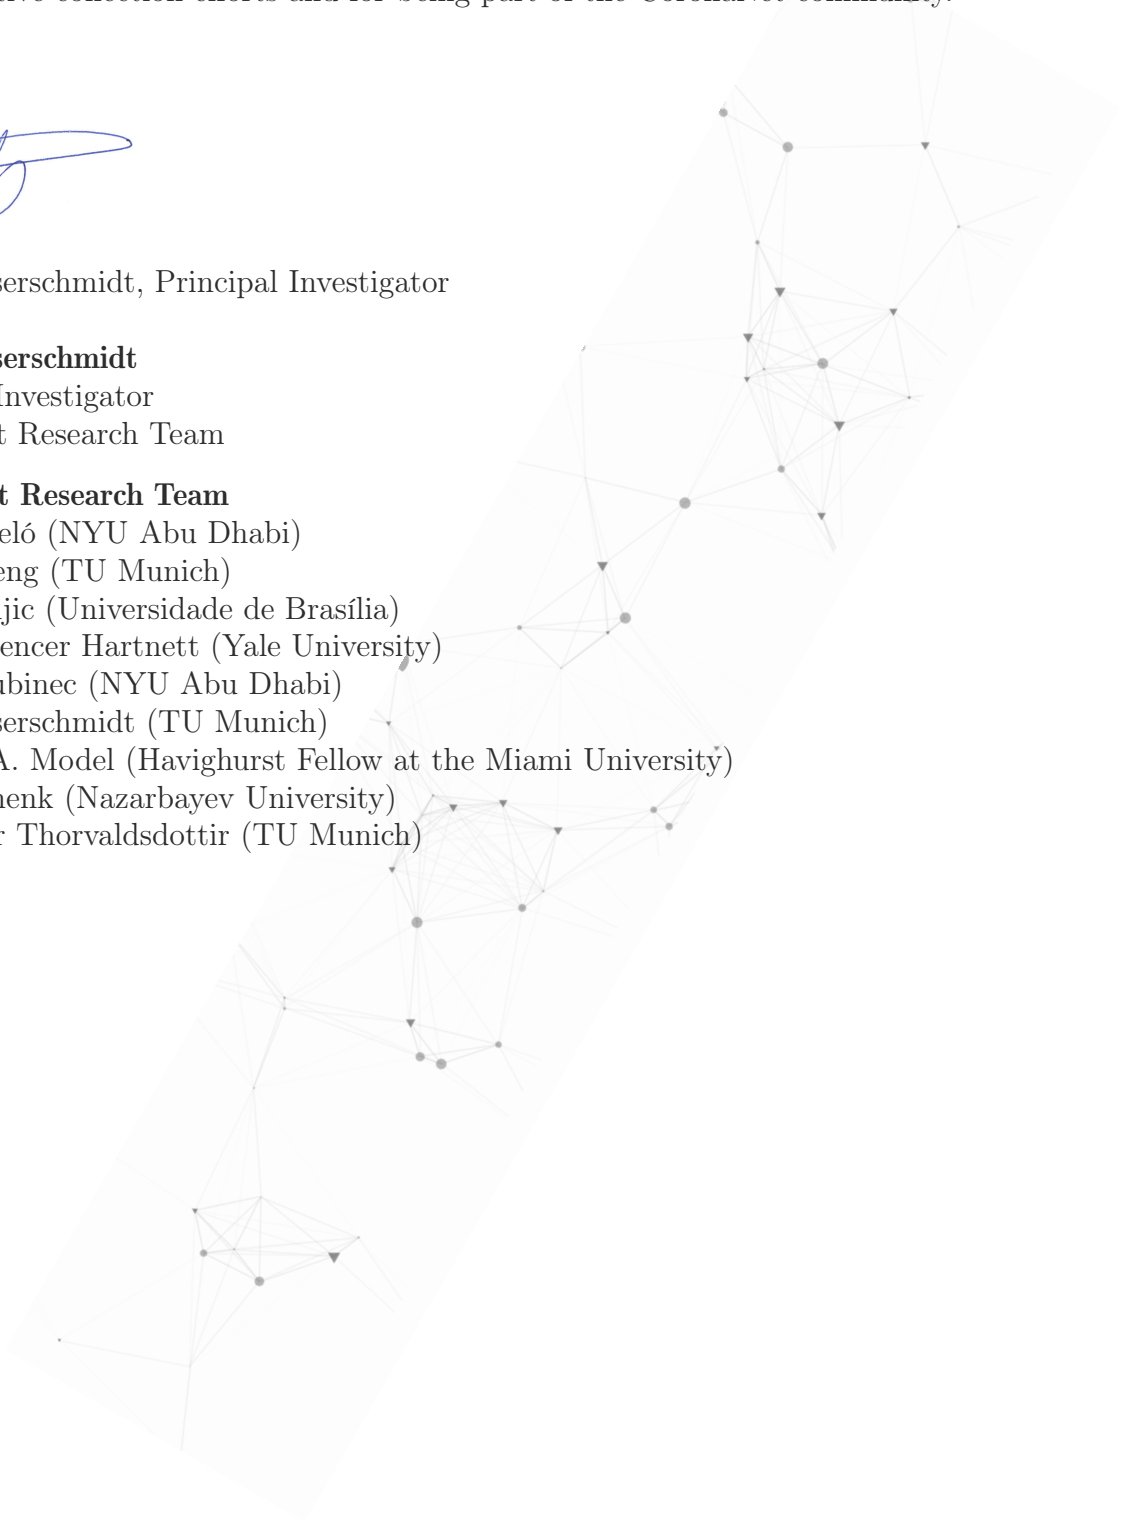 collection efforts and for being part of the CoronaNet community.
serschmidt, Principal Investigator
serschmidt
Investigator
t Research Team
t Research Team
eló (NYU Abu Dhabi)
eng (TU Munich)
jic (Universidade de Brasília)
encer Hartnett (Yale University)
ubinec (NYU Abu Dhabi)
serschmidt (TU Munich)
A. Model (Havighurst Fellow at the Miami University)
henk (Nazarbayev University)
r Thorvaldsdottir (TU Munich)